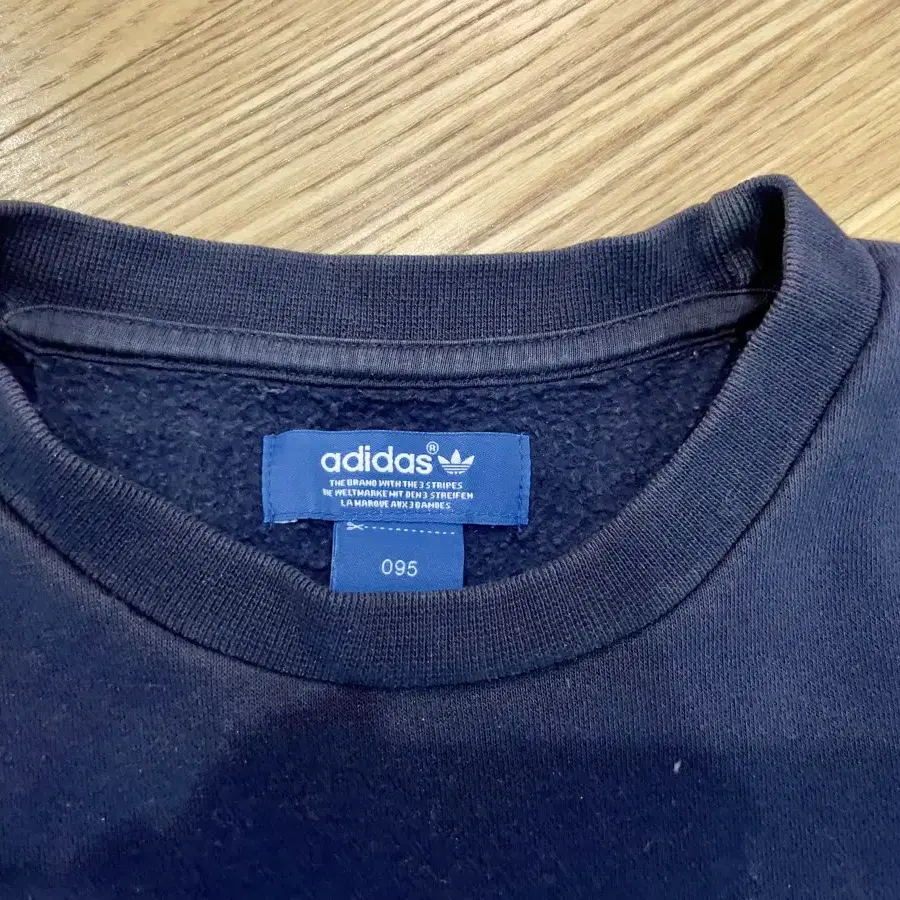 adidas®
THE BRAND WITH THE 3 STRIPES
DIE WELTMARKE MIT DEN 3 STREIFEN
LA MARQUE AUX 3 BANDES
095